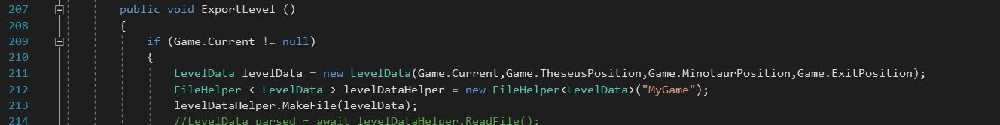 207 public void ExportLevel ()
208 {
209 if (Game.Current != null)
210 {
211 LevelData levelData = new LevelData(Game.Current,Game.TheseusPosition,Game.MinotaurPosition,Game.ExitPosition);
212 FileHelper < LevelData > levelDataHelper = new FileHelper<LevelData>("MyGame");
213 levelDataHelper.MakeFile(levelData);
214 //LevelData parsed = await levelDataHelper.ReadFile();